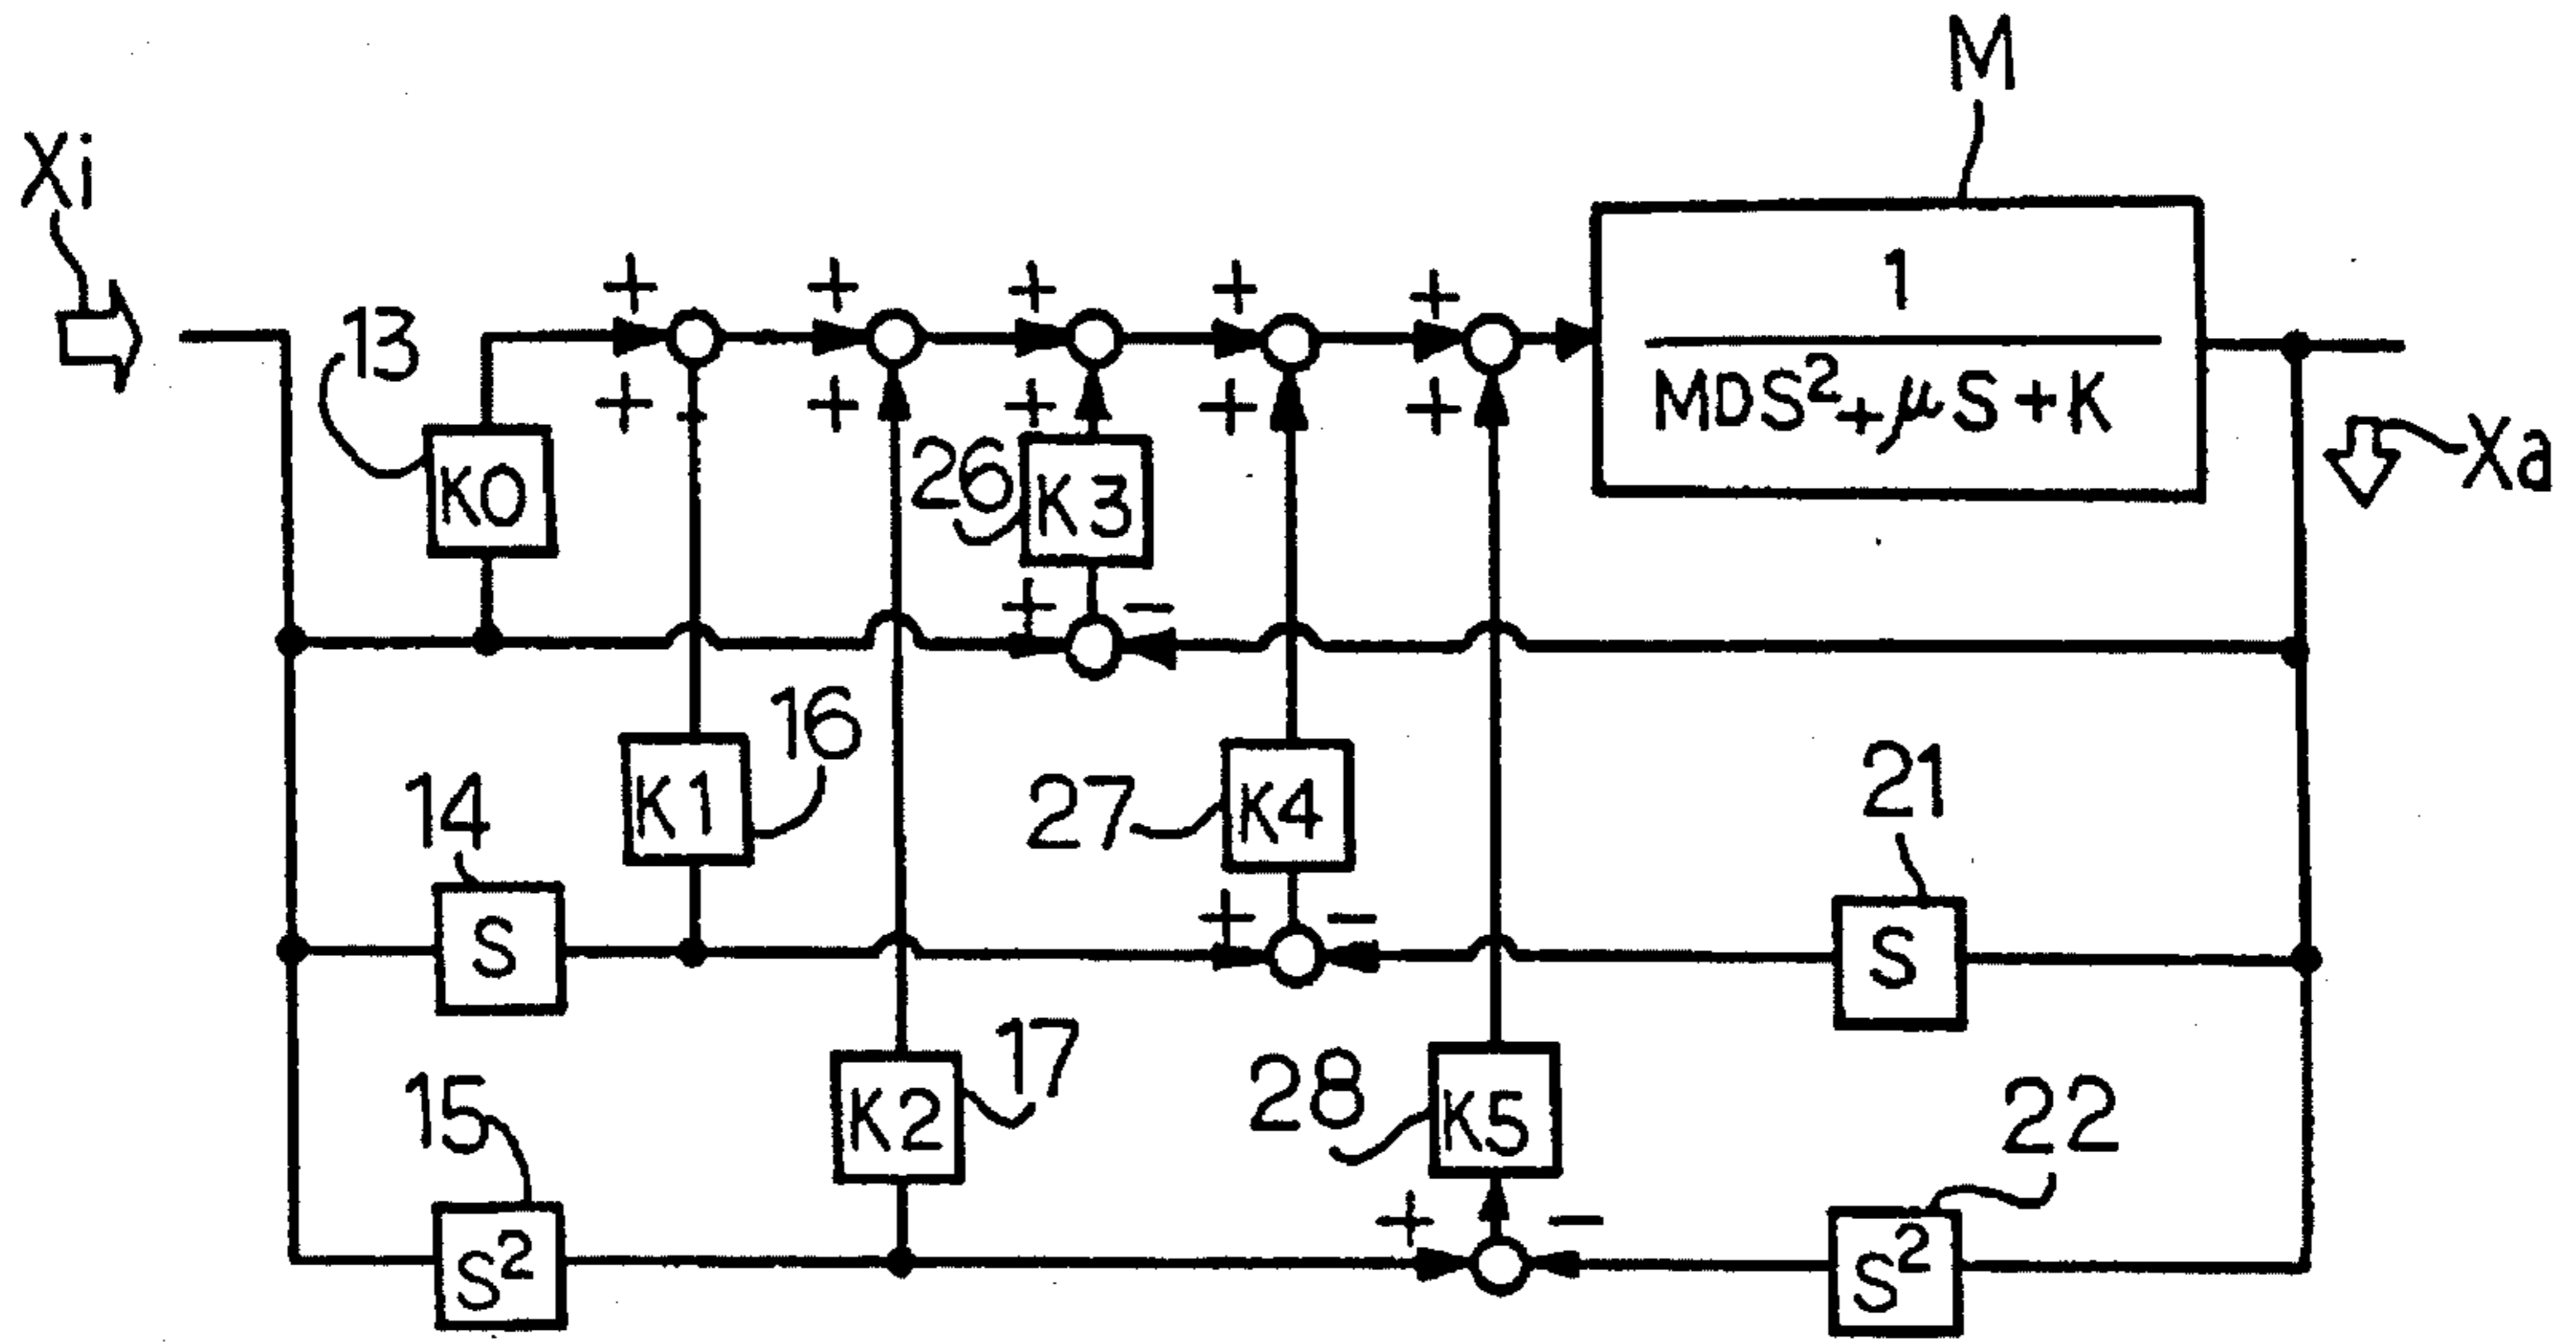 M
Xi
+ + + + +
1
MDS²+μS+K
13
+ + + + +
K0
26
K3
Xa
+ −
16
K1
14
S
27
K4
21
S
+ −
17
K2
15
S²
28
K5
22
S²
+ −